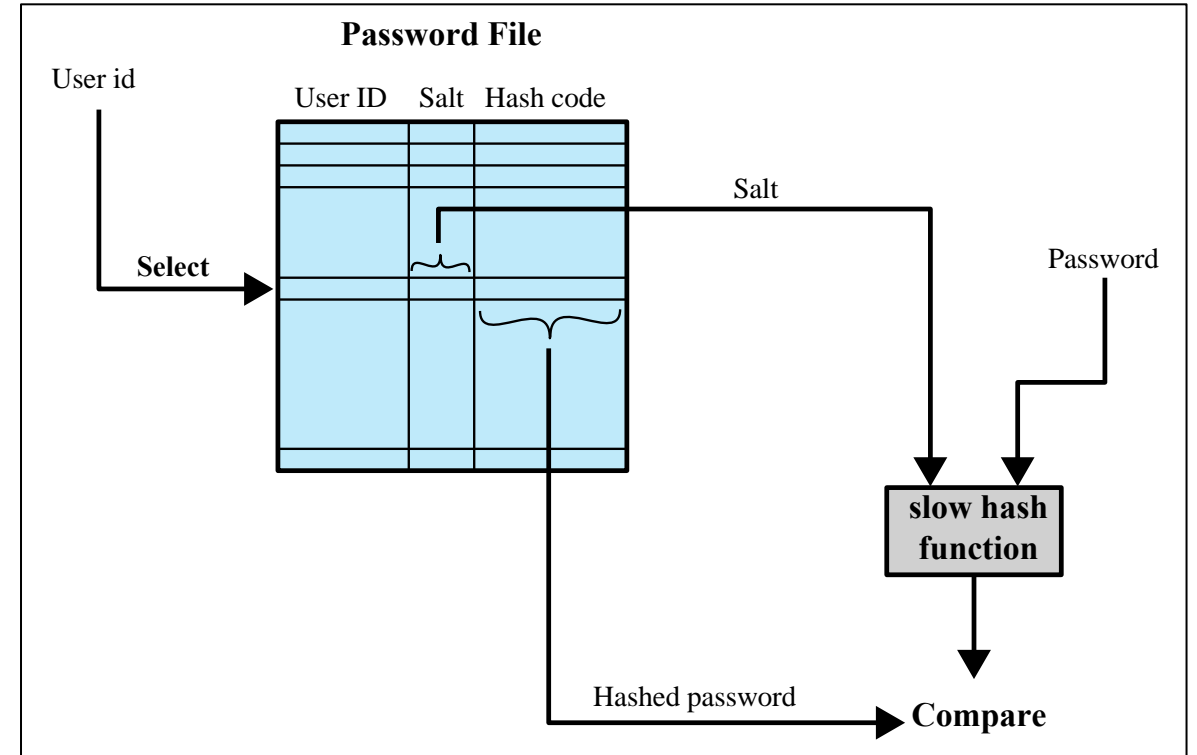 Password File
User id
User ID Salt Hash code
Salt
Select
Password
slow hash
function
Hashed password
Compare